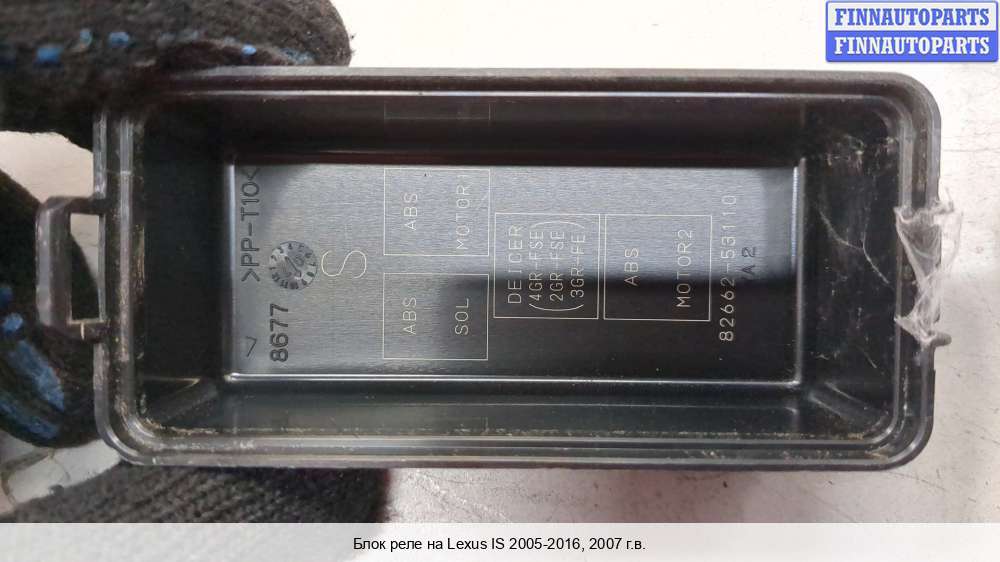 FINNAUTOPARTS
FINNAUTOPARTS
>PP-T10<
8677
S
ABS
MOTOR
ABS
SOL
DEICER
(4GR-FSE)
(2GR-FSE)
(3GR-FE)
ABS
MOTOR2
82662-53110
A2
Блок реле на Lexus IS 2005-2016, 2007 г.в.